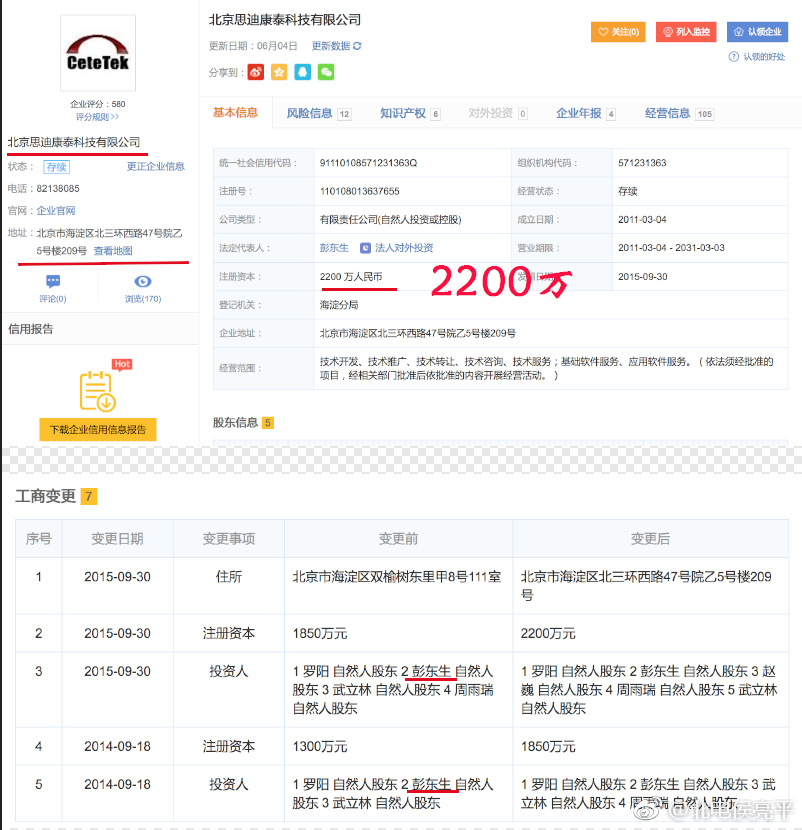 CeteTek
企业评分：580
评分规则>>
北京思迪康泰科技有限公司
状态： 存续 更正企业信息
电话：82138085
官网：企业官网
地址：北京市海淀区北三环西路47号院乙
5号楼209号 查看地图
评论(0) 浏览(170)
信用报告
Hot
下载企业信用信息报告
北京思迪康泰科技有限公司
更新日期：06月04日 更新数据
分享到：
关注(0) 列入监控 认领企业
认领的好处
基本信息 风险信息 12 知识产权 6 对外投资 0 企业年报 4 经营信息 105
统一社会信用代码： 91110108571231363Q 组织机构代码： 571231363
注册号： 110108013637655 经营状态： 存续
公司类型： 有限责任公司(自然人投资或控股) 成立日期： 2011-03-04
法定代表人： 彭东生 法人对外投资 营业期限： 2011-03-04 - 2031-03-03
注册资本： 2200 万人民币 2200万 发照日期： 2015-09-30
登记机关： 海淀分局
企业地址： 北京市海淀区北三环西路47号院乙5号楼209号
经营范围： 技术开发、技术推广、技术转让、技术咨询、技术服务；基础软件服务、应用软件服务。（依法须经批准的
项目，经相关部门批准后依批准的内容开展经营活动。）
股东信息 5
工商变更 7
序号 变更日期 变更事项 变更前 变更后
1 2015-09-30 住所 北京市海淀区双榆树东里甲8号111室 北京市海淀区北三环西路47号院乙5号楼209
号
2 2015-09-30 注册资本 1850万元 2200万元
3 2015-09-30 投资人 1 罗阳 自然人股东 2 彭东生 自然人 1 罗阳 自然人股东 2 彭东生 自然人股东 3 赵
股东 3 武立林 自然人股东 4 周雨瑞 巍 自然人股东 4 周雨瑞 自然人股东 5 武立林
自然人股东 自然人股东
4 2014-09-18 注册资本 1300万元 1850万元
5 2014-09-18 投资人 1 罗阳 自然人股东 2 彭东生 自然人 1 罗阳 自然人股东 2 彭东生 自然人股东 3 武
股东 3 武立林 自然人股东 立林 自然人股东 4 周雨瑞 自然人股东